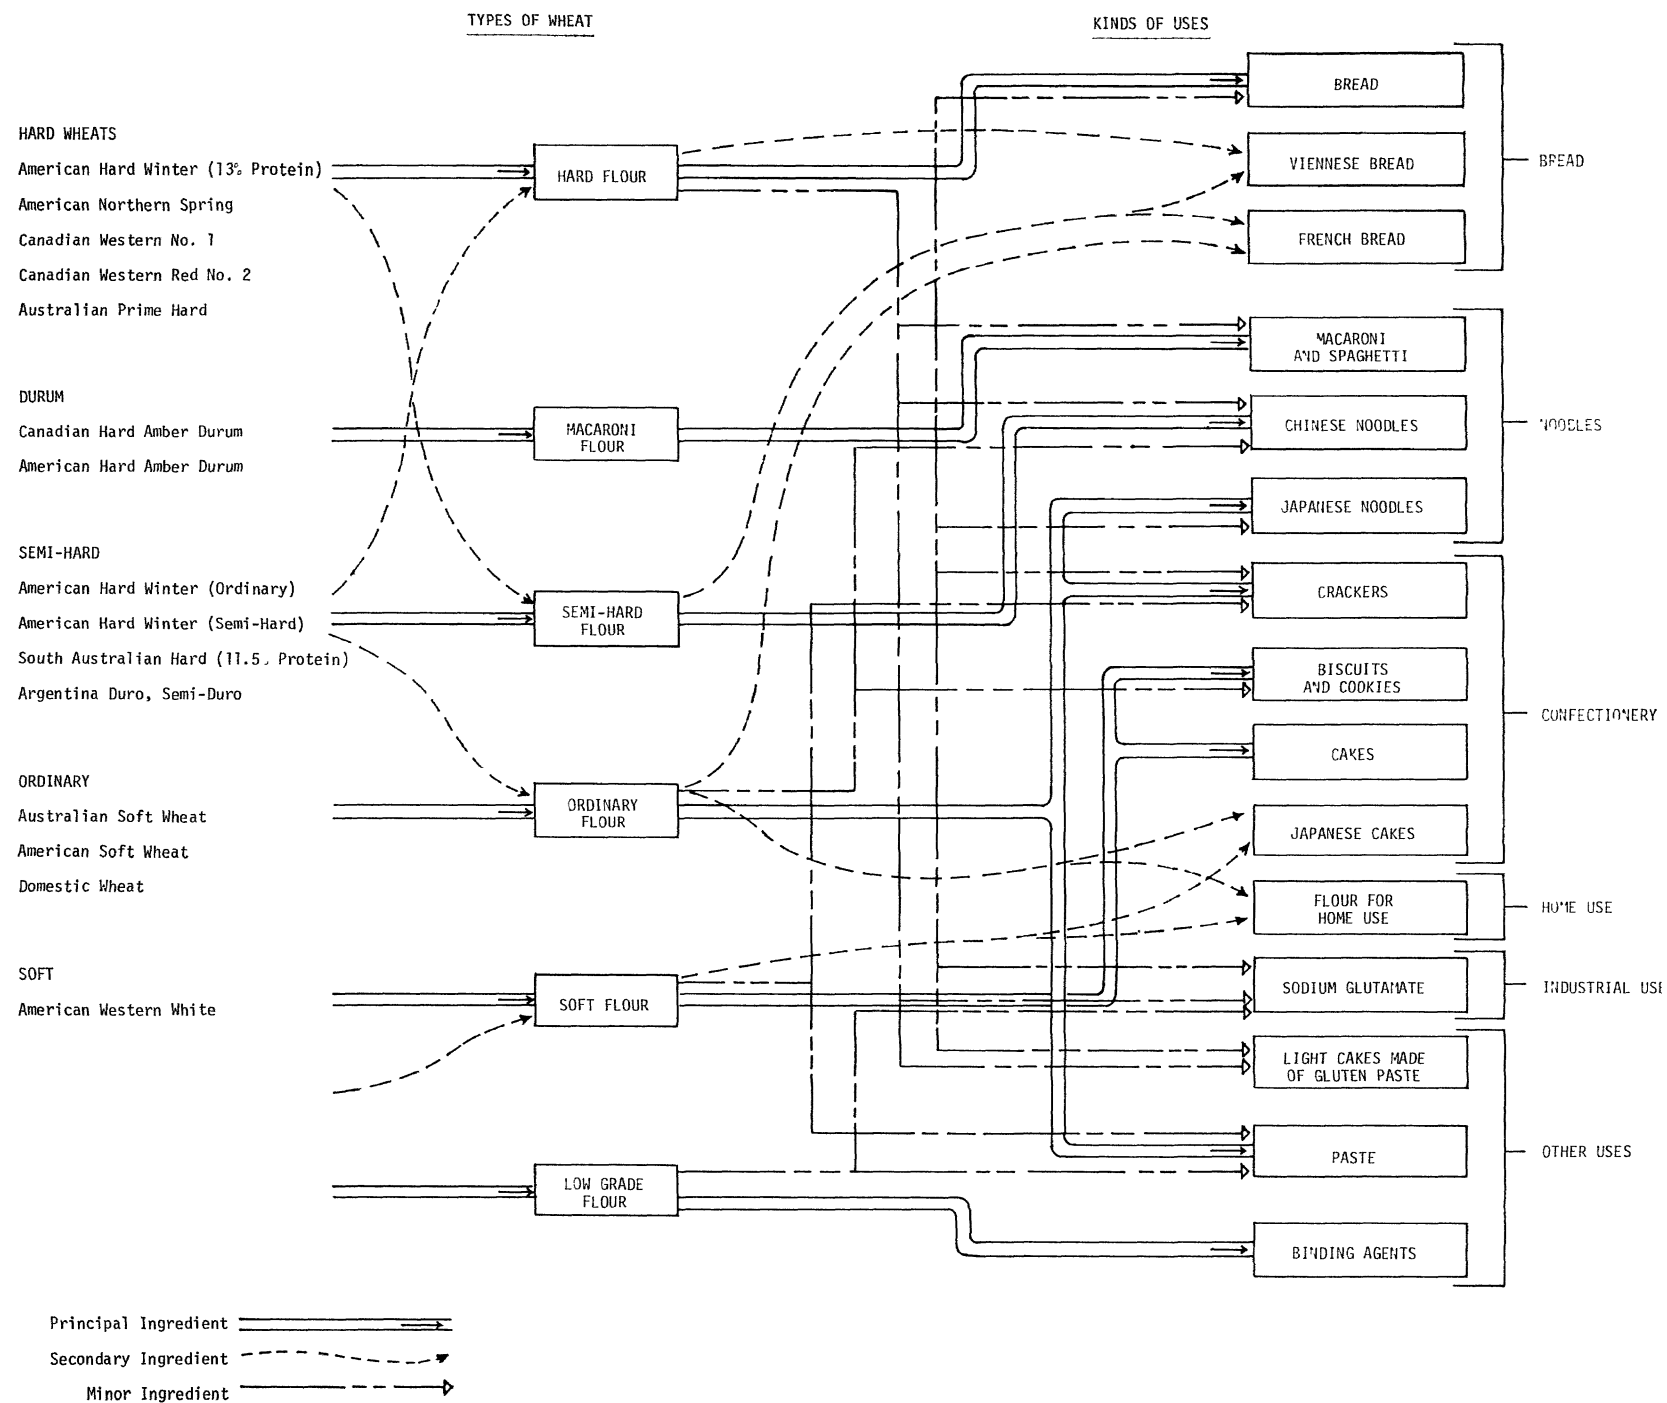 TYPES OF WHEAT
KINDS OF USES
HARD WHEATS
American Hard Winter (13% Protein)
American Northern Spring
Canadian Western No. 1
Canadian Western Red No. 2
Australian Prime Hard
DURUM
Canadian Hard Amber Durum
American Hard Amber Durum
SEMI-HARD
American Hard Winter (Ordinary)
American Hard Winter (Semi-Hard)
South Australian Hard (11.5% Protein)
Argentina Duro, Semi-Duro
ORDINARY
Australian Soft Wheat
American Soft Wheat
Domestic Wheat
SOFT
American Western White
HARD FLOUR
MACARONI
FLOUR
SEMI-HARD
FLOUR
ORDINARY
FLOUR
SOFT FLOUR
LOW GRADE
FLOUR
BREAD
VIENNESE BREAD
FRENCH BREAD
MACARONI
AND SPAGHETTI
CHINESE NOODLES
JAPANESE NOODLES
CRACKERS
BISCUITS
AND COOKIES
CAKES
JAPANESE CAKES
FLOUR FOR
HOME USE
SODIUM GLUTAMATE
LIGHT CAKES MADE
OF GLUTEN PASTE
PASTE
BINDING AGENTS
BREAD
NOODLES
CONFECTIONERY
HOME USE
INDUSTRIAL USE
OTHER USES
Principal Ingredient
Secondary Ingredient
Minor Ingredient